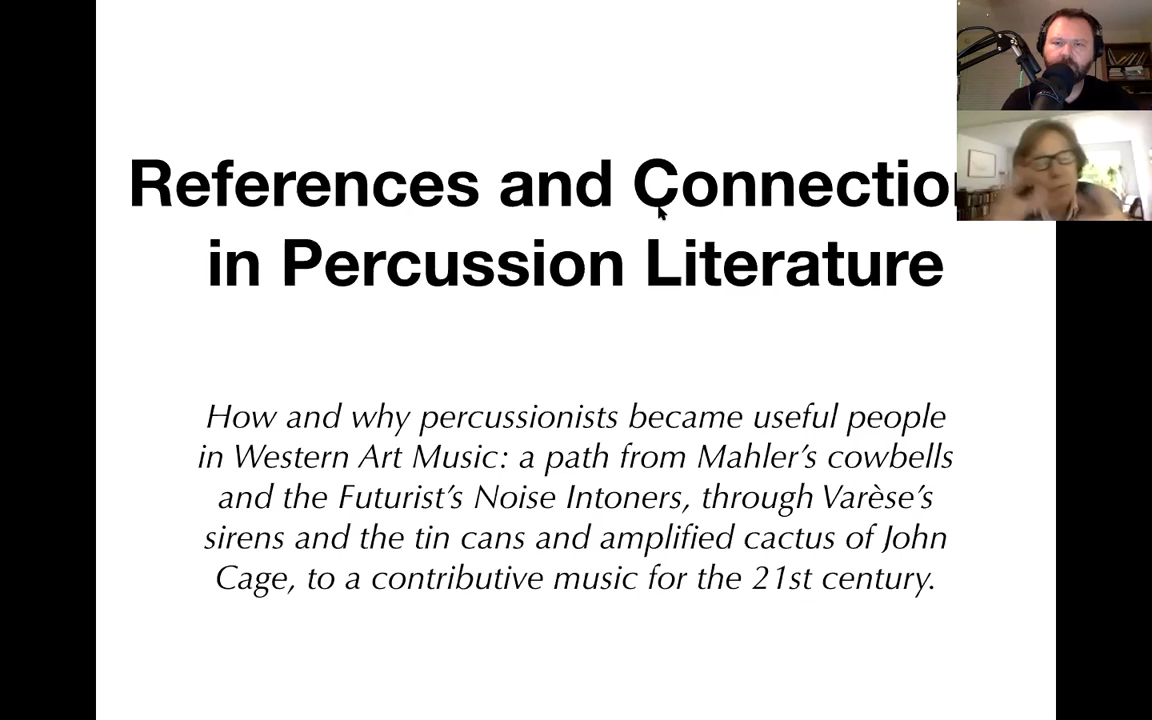 References and Connection
in Percussion Literature
How and why percussionists became useful people
in Western Art Music: a path from Mahler's cowbells
and the Futurist's Noise Intoners, through Varèse's
sirens and the tin cans and amplified cactus of John
Cage, to a contributive music for the 21st century.